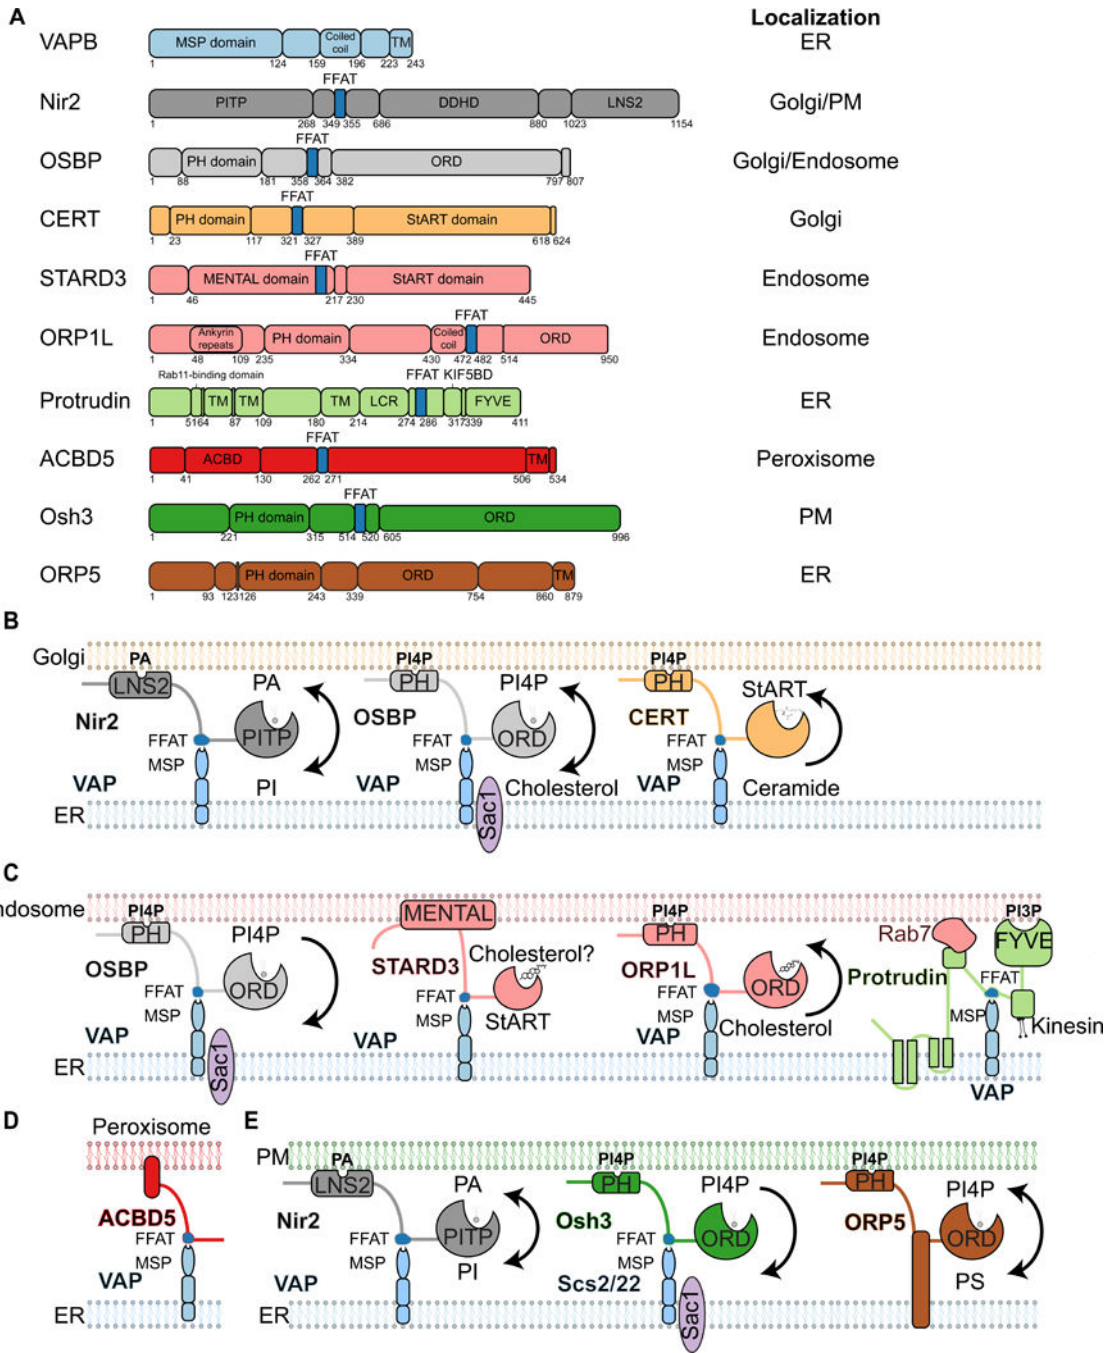 A
Localization
VAPB
MSP domain
Coiled
coil
TM
ER
1 124 159 196 223 243
FFAT
Nir2
PITP
DDHD
LNS2
Golgi/PM
1 268 349 355 686 880 1023 1154
FFAT
OSBP
PH domain
ORD
Golgi/Endosome
1 88 181 358 364 382 797 807
FFAT
CERT
PH domain
StART domain
Golgi
1 23 117 321 327 389 618 624
FFAT
STARD3
MENTAL domain
StART domain
Endosome
1 46 217 230 445
FFAT
ORP1L
Ankyrin
repeats
PH domain
Coiled
coil
ORD
Endosome
1 48 109 235 334 430 472 482 514 950
Rab11-binding domain
FFAT KIF5BD
Protrudin
TM TM TM LCR FYVE
ER
1 51 64 87 109 180 214 274 286 317 339 411
FFAT
ACBD5
ACBD
TM
Peroxisome
1 41 130 262 271 506 534
FFAT
Osh3
PH domain
ORD
PM
1 221 315 514 520 605 996
ORP5
PH domain
ORD
TM
ER
1 93 123 126 243 339 754 860 879
B
Golgi
PA
LNS2
Nir2
PA
PITP
FFAT
MSP
VAP
PI
ER
PI4P
PH
OSBP
PI4P
ORD
FFAT
MSP
VAP
Sac1
Cholesterol
PI4P
PH
CERT
StART
FFAT
MSP
VAP
Ceramide
C
ndosome
PI4P
PH
OSBP
PI4P
ORD
FFAT
MSP
VAP
Sac1
ER
MENTAL
STARD3
Cholesterol?
FFAT
MSP
StART
VAP
PI4P
PH
ORP1L
ORD
FFAT
MSP
Cholesterol
VAP
Rab7
PI3P
FYVE
Protrudin
FFAT
MSP
Kinesin
VAP
D
Peroxisome
ACBD5
FFAT
MSP
VAP
ER
E
PM
PA
LNS2
Nir2
PA
PITP
FFAT
MSP
PI
VAP
ER
PI4P
PH
Osh3
PI4P
ORD
FFAT
MSP
Scs2/22
Sac1
PI4P
PH
ORP5
PI4P
ORD
PS